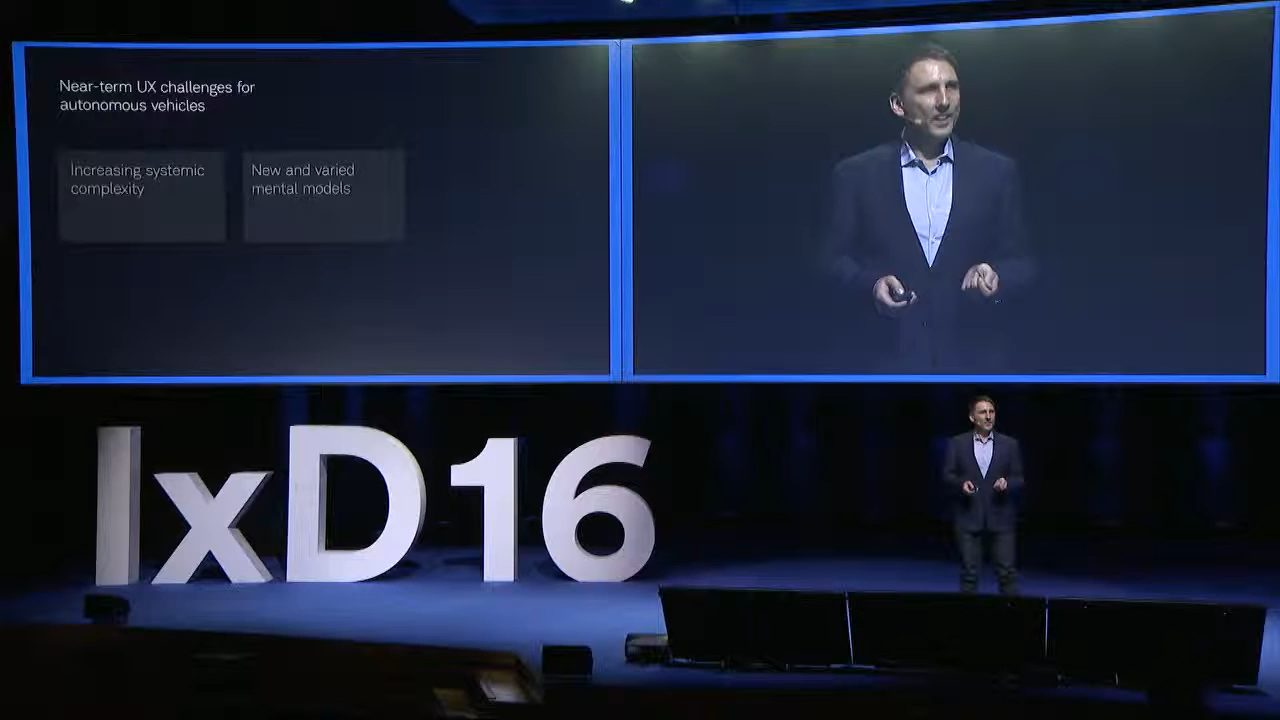 Near-term UX challenges for
autonomous vehicles
Increasing systemic
complexity
New and varied
mental models
IxD16